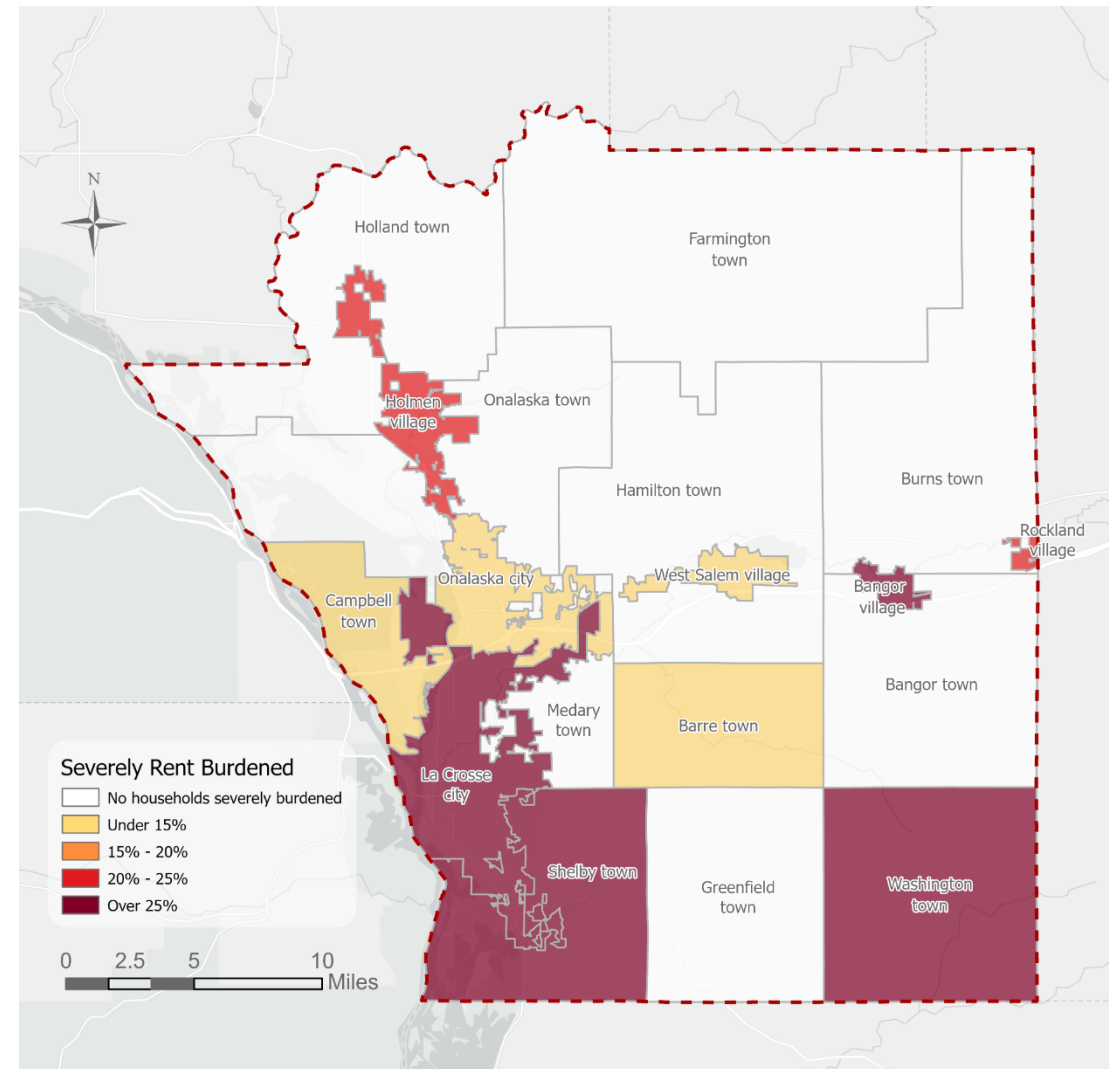 N
Holland town
Farmington
town
Holmen
village
Onalaska town
Hamilton town
Burns town
Rockland
village
Onalaska city
West Salem village
Bangor
village
Campbell
town
Bangor town
Medary
town
Barre town
La Crosse
city
Shelby town
Greenfield
town
Washington
town
Severely Rent Burdened
No households severely burdened
Under 15%
15% - 20%
20% - 25%
Over 25%
0 2.5 5 10
Miles